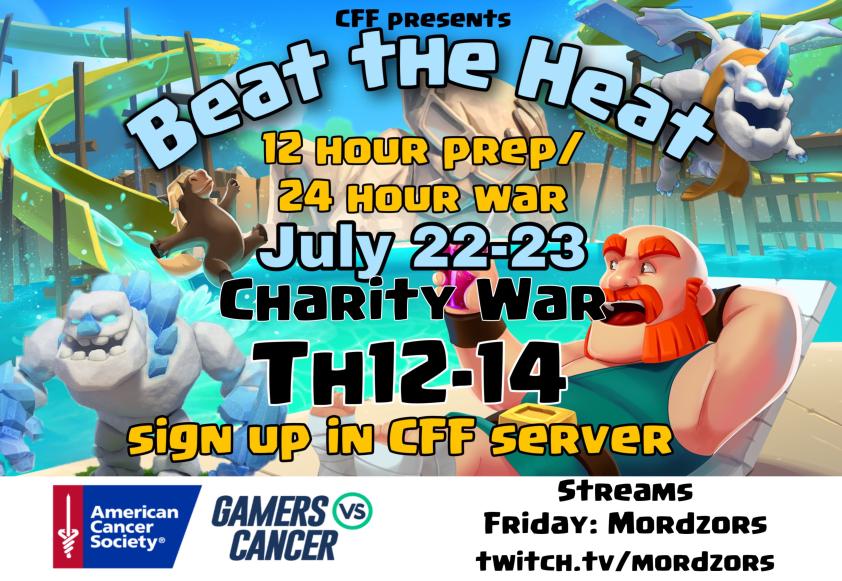 CFF presents
Beat the Heat
12 Hour prep/
24 Hour war
July 22-23
Charity War
Th12-14
sign up in CFF server
American
Cancer
Society®
GAMERS VS
CANCER
Streams
Friday: Mordzors
twitch.tv/mordzors